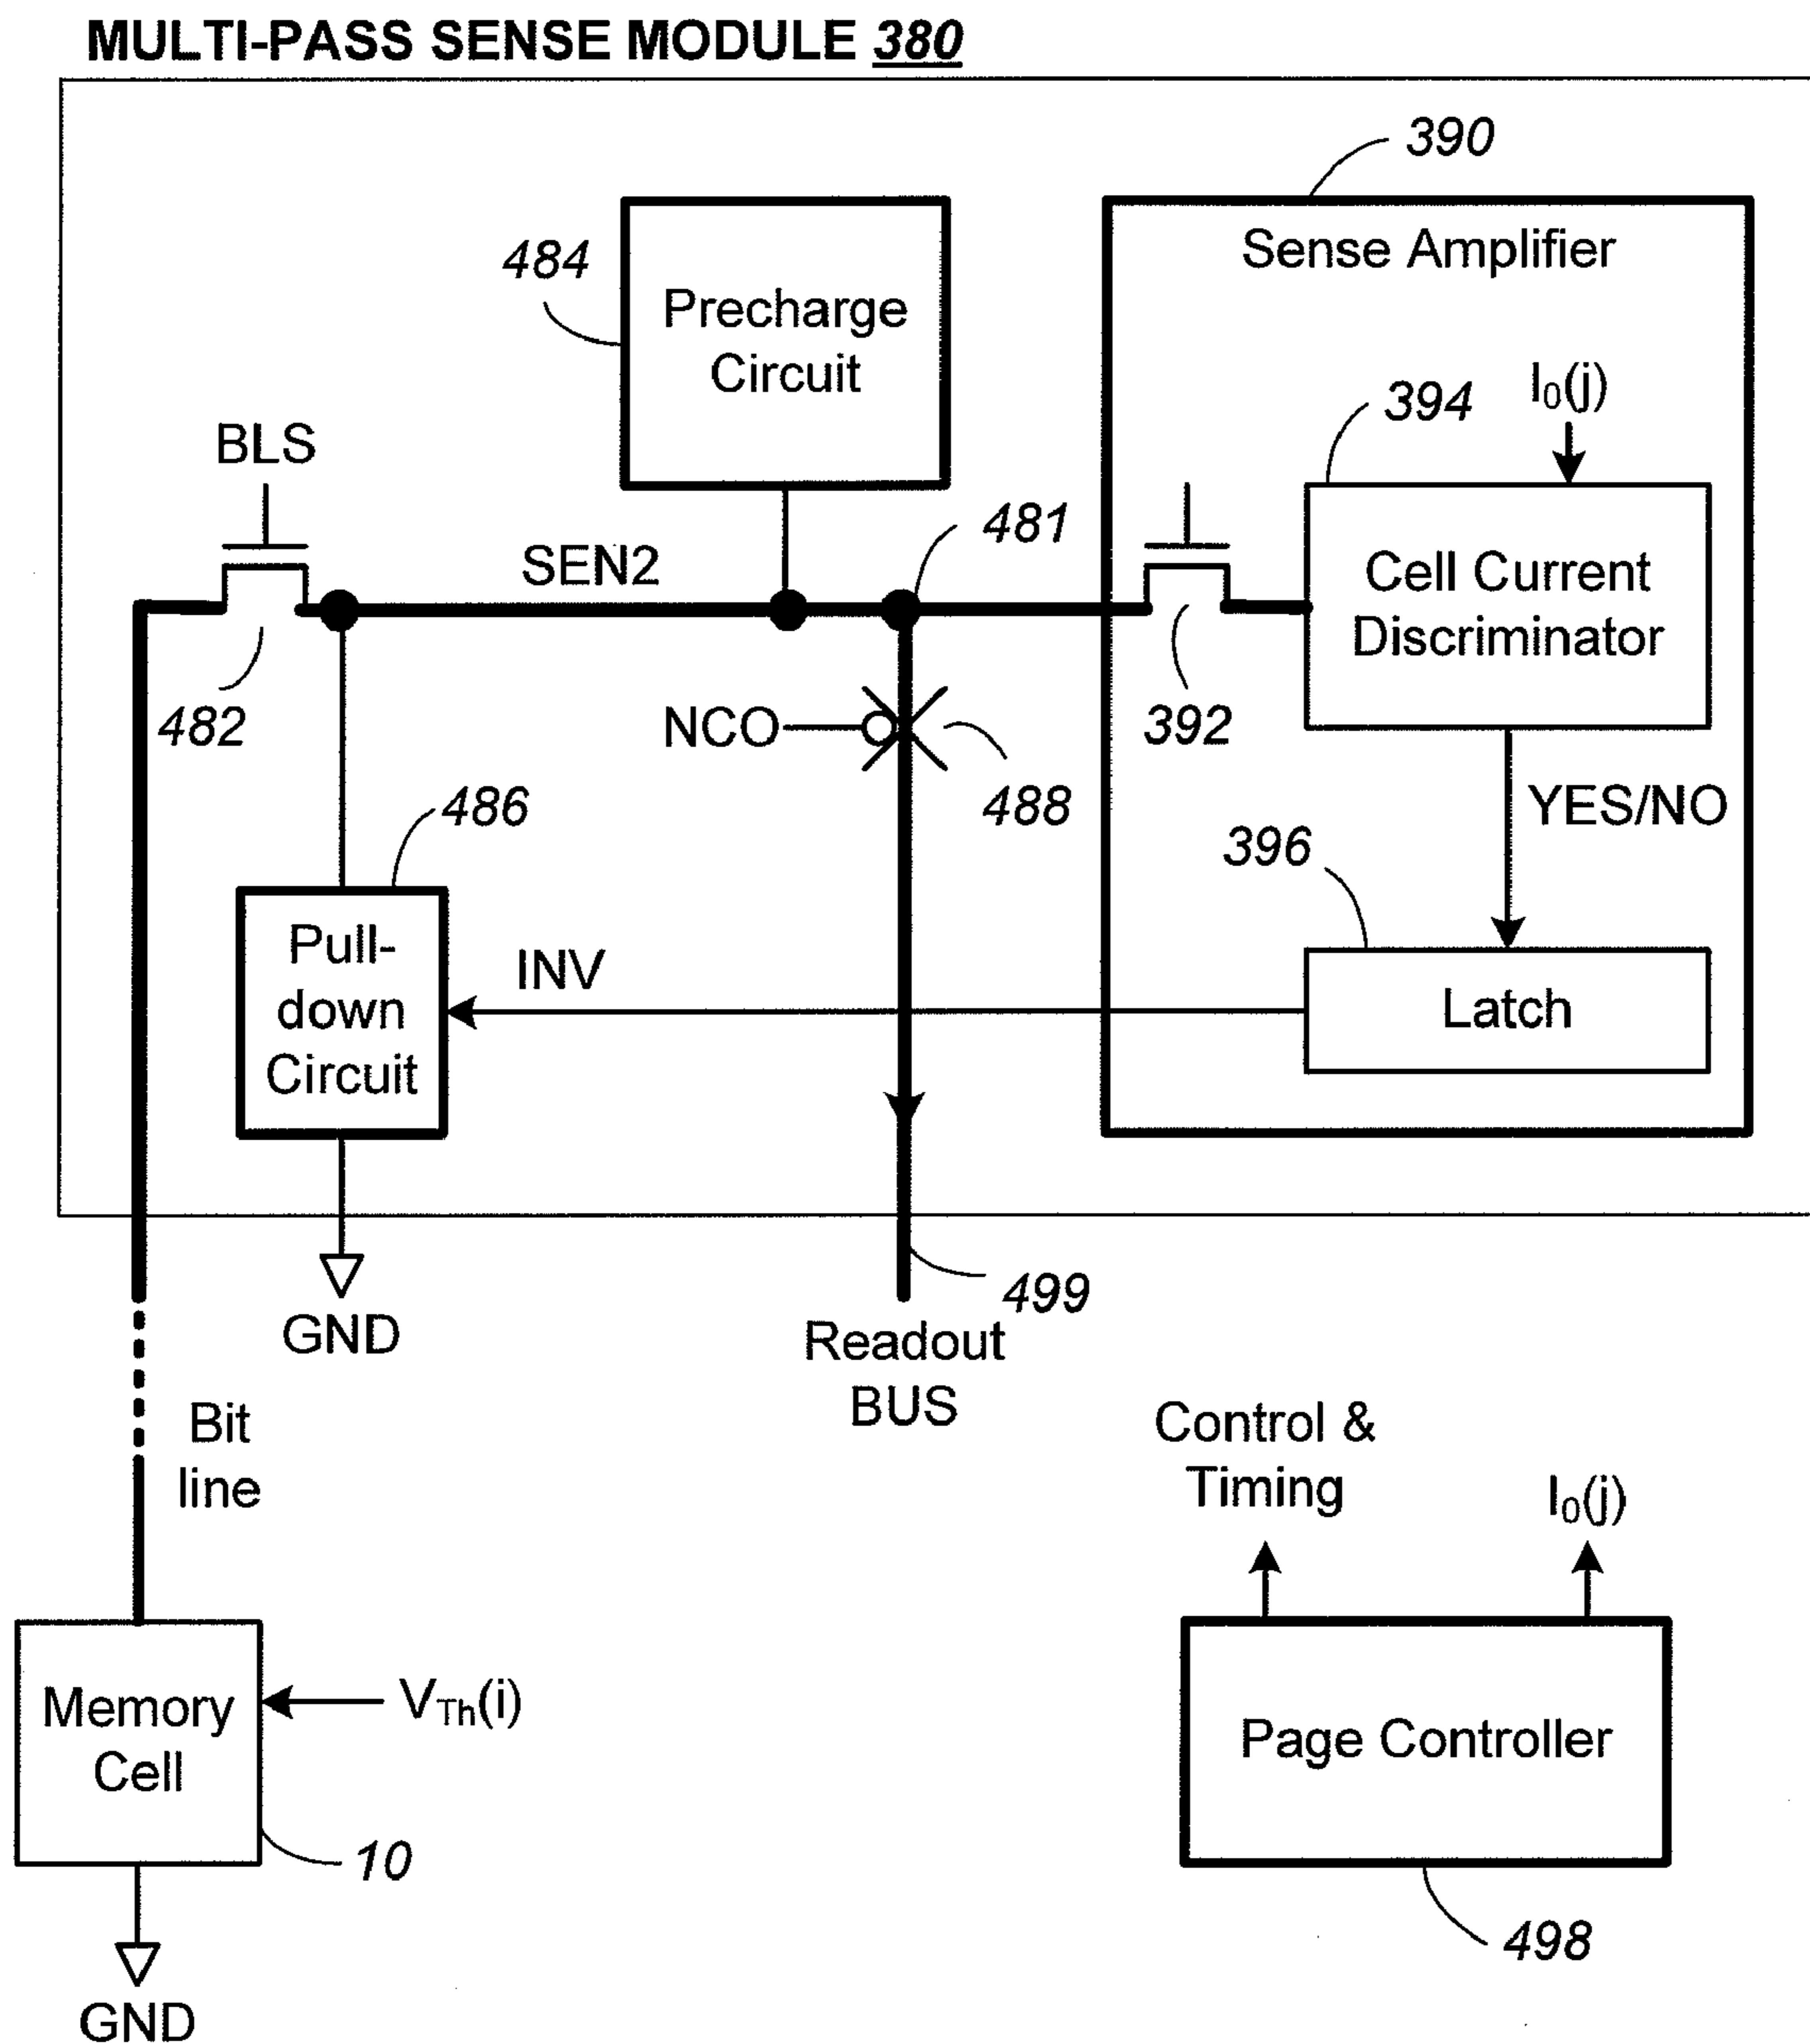 MULTI-PASS SENSE MODULE 380
390
Sense Amplifier
484
Precharge
Circuit
I₀(j)
394
BLS
481
SEN2
Cell Current
Discriminator
482
NCO
488
392
486
YES/NO
396
Pull-
down
Circuit
INV
Latch
GND
499
Readout
BUS
Bit
line
Control &
Timing
I₀(j)
Memory
Cell
V_Th(i)
Page Controller
10
498
GND